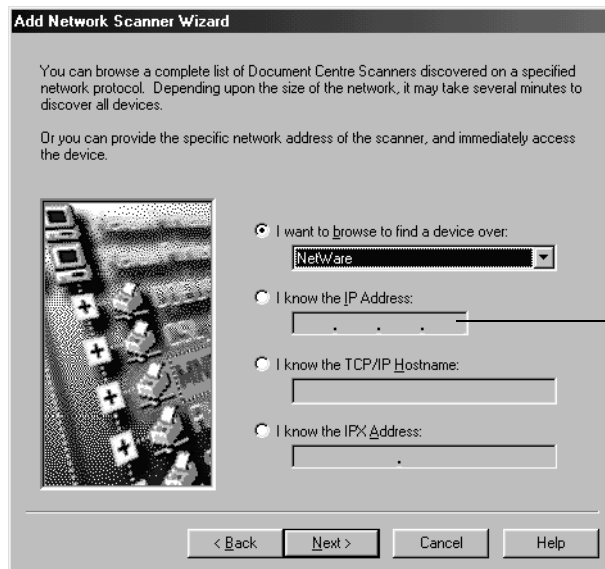 Add Network Scanner Wizard
You can browse a complete list of Document Centre Scanners discovered on a specified
network protocol. Depending upon the size of the network, it may take several minutes to
discover all devices.
Or you can provide the specific network address of the scanner, and immediately access
the device.
I want to browse to find a device over:
NetWare
I know the IP Address:
. . .
I know the TCP/IP Hostname:
I know the IPX Address:
.
< Back Next > Cancel Help